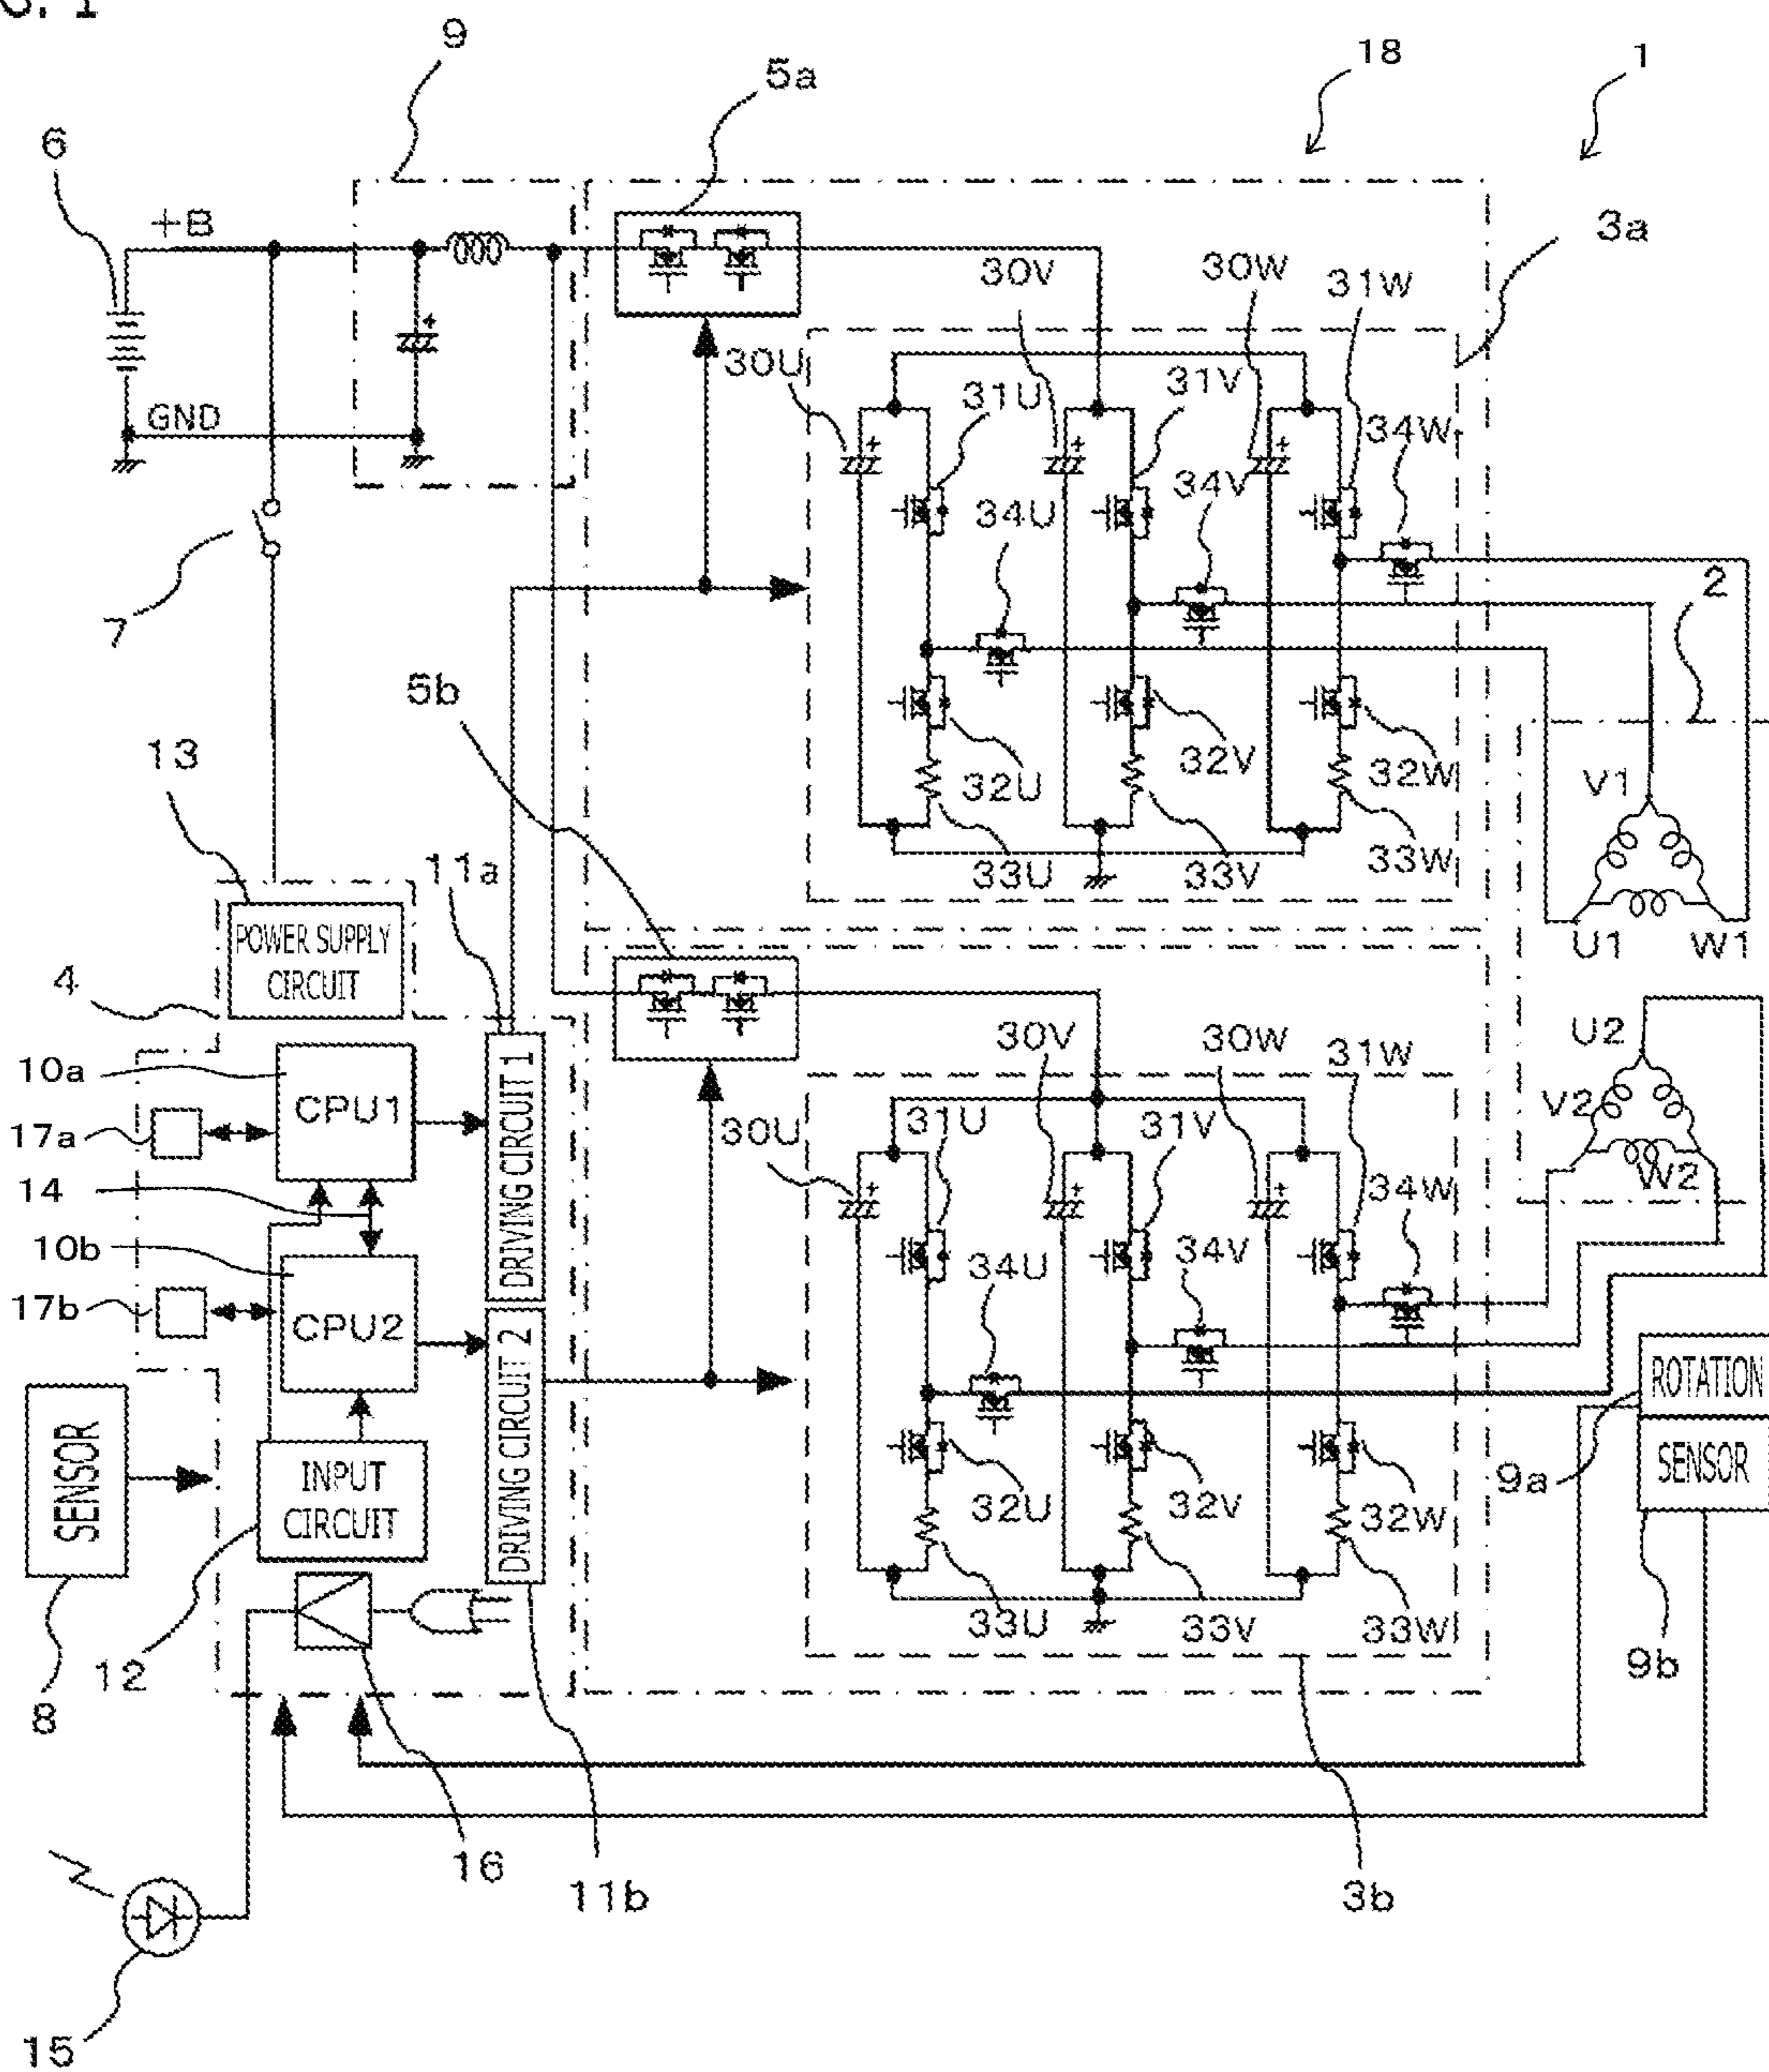 G. 1
9
18
1
5a
6
+B
3a
30V
30W
31W
30U
31U
31V
34W
GND
34V
34U
7
2
5b
13
32U
32V
32W
V1
11a
33U
33V
33W
POWER SUPPLY
CIRCUIT
U1
W1
4
U2
10a
CPU1
DRIVING CIRCUIT 1
30V
30W
31W
V2
17a
30U
31U
31V
W2
14
34W
10b
34U
34V
17b
CPU2
DRIVING CIRCUIT 2
ROTATION
SENSOR
SENSOR
INPUT
CIRCUIT
9a
32U
32V
32W
33U
33V
33W
12
9b
8
16
11b
3b
15